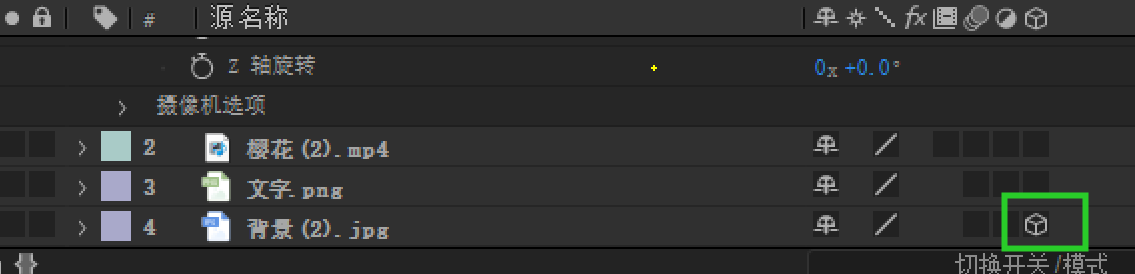 # 源名称 fx
Z 轴旋转 0x +0.0°
摄像机选项
2 樱花 (2). mp4
3 文字. png
4 背景 (2). jpg
切换开关 /模式